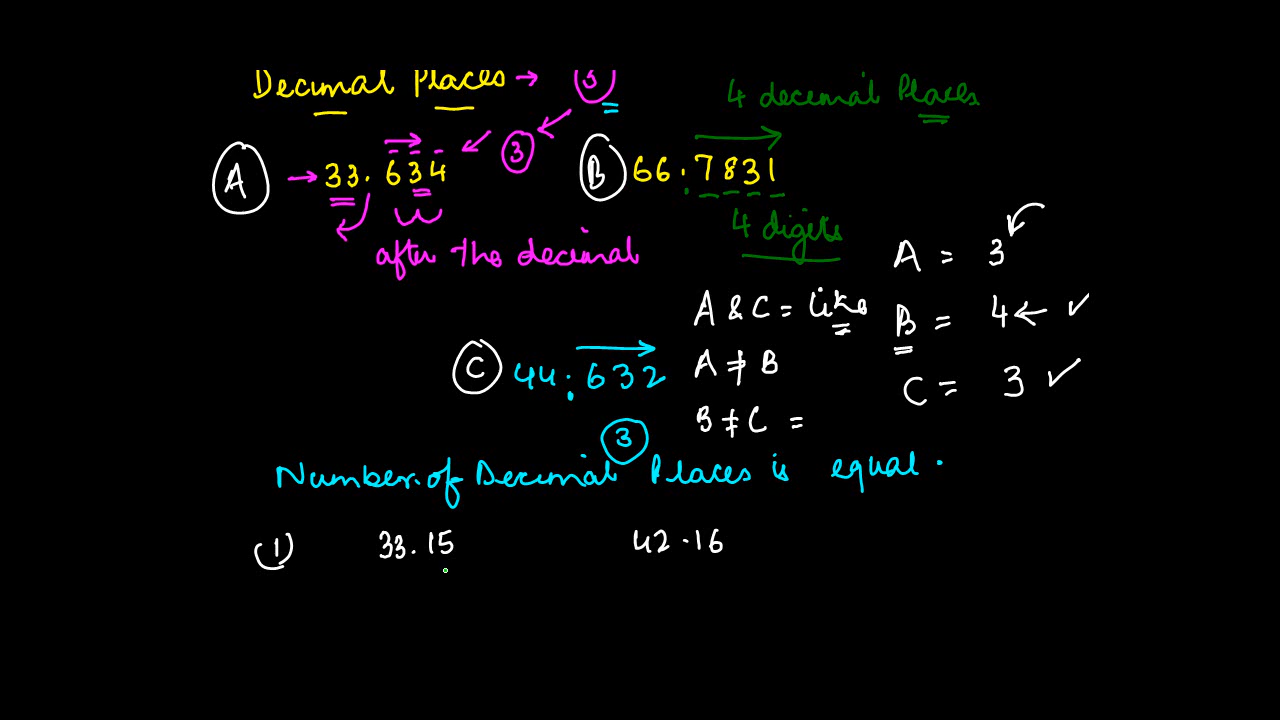 Decimal Places → 3
4 decimal Places
A → 33.634 3
B 66.7831
after the decimal
4 digits
A = 3
A & C = like
B = 4 ← ✓
C 44.632
A ≠ B
C = 3 ✓
B ≠ C =
3
Number of Decimal Places is equal.
(1) 33.15 42.16